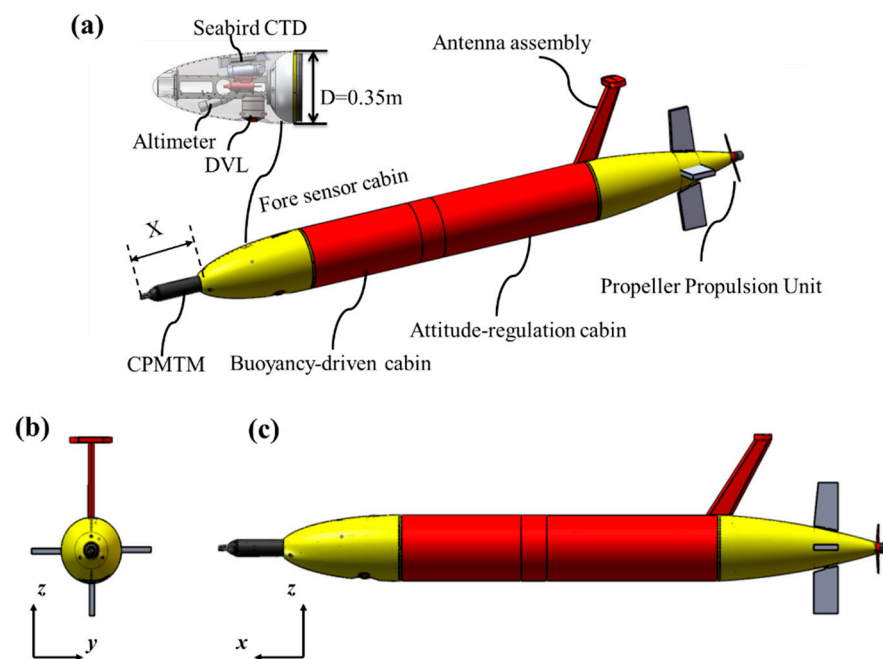 (a)
Seabird CTD
Antenna assembly
D=0.35m
Altimeter
DVL
Fore sensor cabin
X
Propeller Propulsion Unit
Attitude-regulation cabin
CPMTM
Buoyancy-driven cabin
(b)
(c)
z
y
z
x